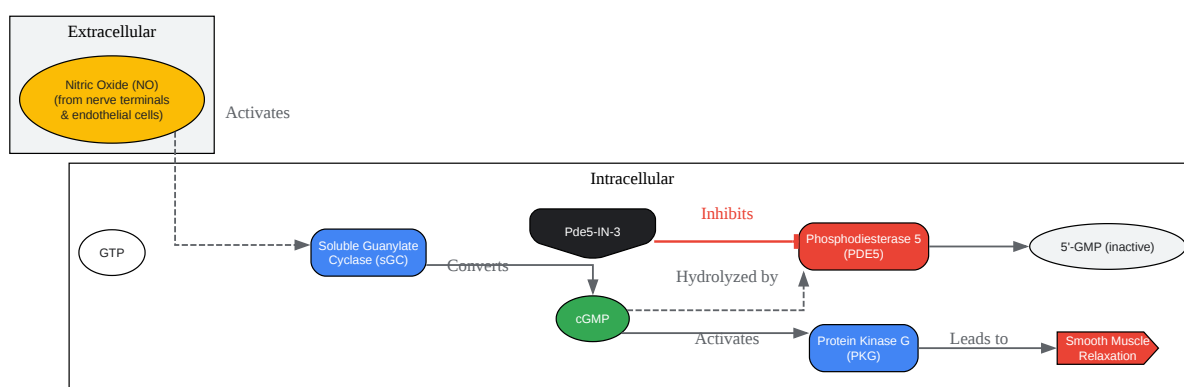 Extracellular
Nitric Oxide (NO)
(from nerve terminals
& endothelial cells)
Activates
Intracellular
GTP
Soluble Guanylate
Cyclase (sGC)
Converts
Pde5-IN-3
Inhibits
Phosphodiesterase 5
(PDE5)
5'-GMP (inactive)
Hydrolyzed by
cGMP
Activates
Protein Kinase G
(PKG)
Leads to
Smooth Muscle
Relaxation